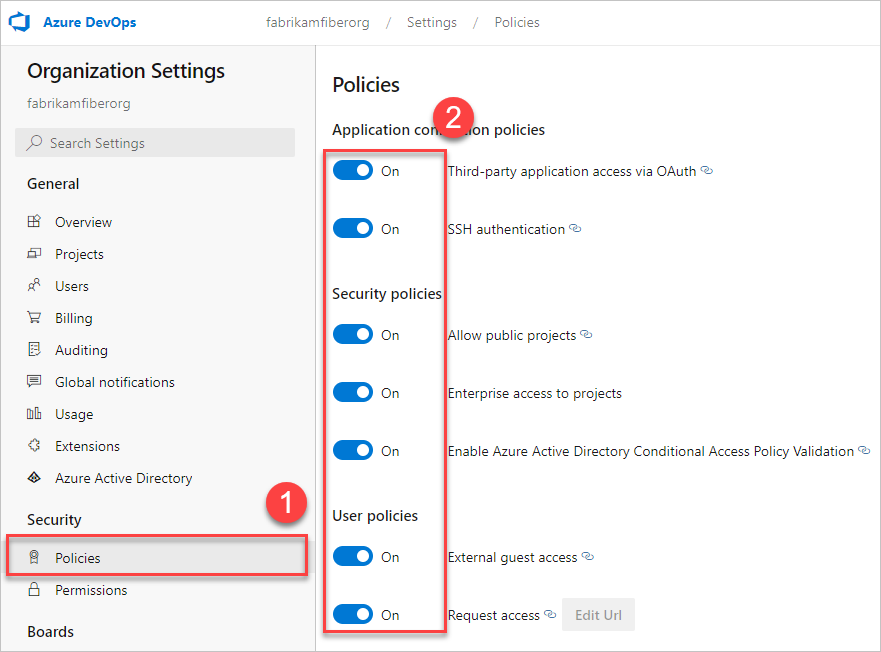 Azure DevOps
fabrikamfiberorg / Settings / Policies
Organization Settings
fabrikamfiberorg
Search Settings
General
Overview
Projects
Users
Billing
Auditing
Global notifications
Usage
Extensions
Azure Active Directory
1
Security
Policies
Permissions
Boards
Policies
2
Application con on policies
On Third-party application access via OAuth
On SSH authentication
Security policies
On Allow public projects
On Enterprise access to projects
On Enable Azure Active Directory Conditional Access Policy Validation
User policies
On External guest access
On Request access Edit Url